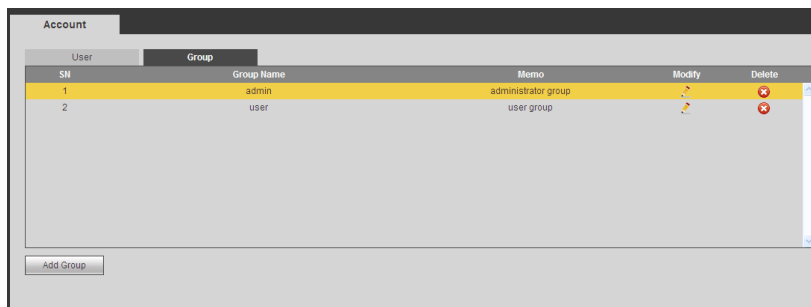 Account
User Group
SN Group Name Memo Modify Delete
1 admin administrator group
2 user user group
Add Group